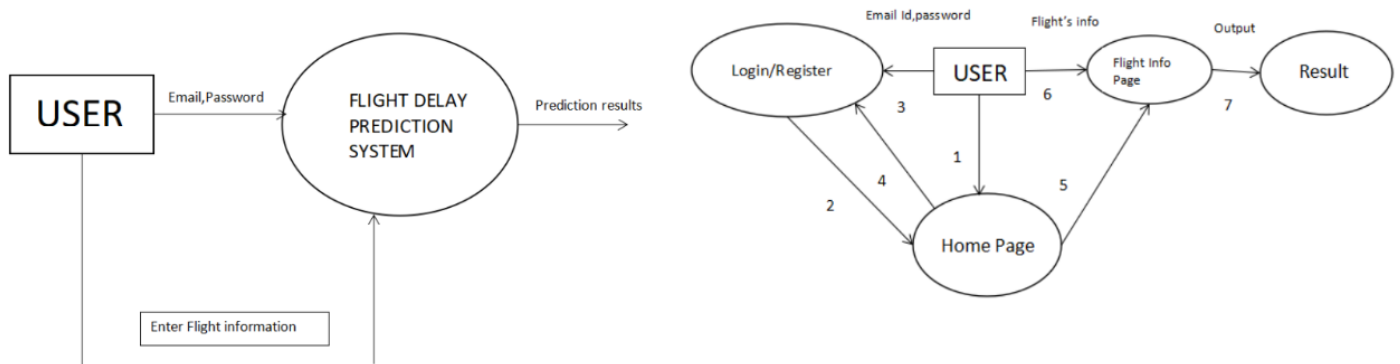 USER
Email,Password
FLIGHT DELAY
PREDICTION
SYSTEM
Prediction results
Enter Flight information
Email Id,password
Flight's info
Output
Login/Register
USER
Flight Info
Page
Result
3
6
7
1
4
5
2
Home Page